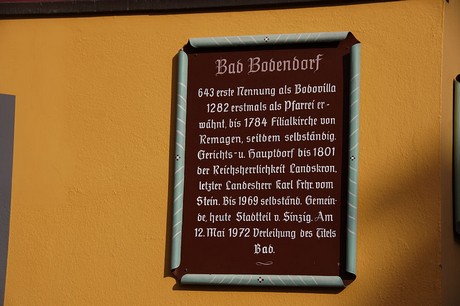 Bad Bodendorf
643 erste Nennung als Bobovilla
1282 erstmals als Pfarrei er-
wähnt, bis 1784 Filialkirche von
Remagen, seitdem selbständig.
Gerichts- u. Hauptdorf bis 1801
der Reichsherrlichkeit Landskron,
letzter Landesherr Karl Frhr. vom
Stein. Bis 1969 selbständ. Gemein-
de, heute Stadtteil v. Sinzig. Am
12. Mai 1972 Verleihung des Titels
Bad.